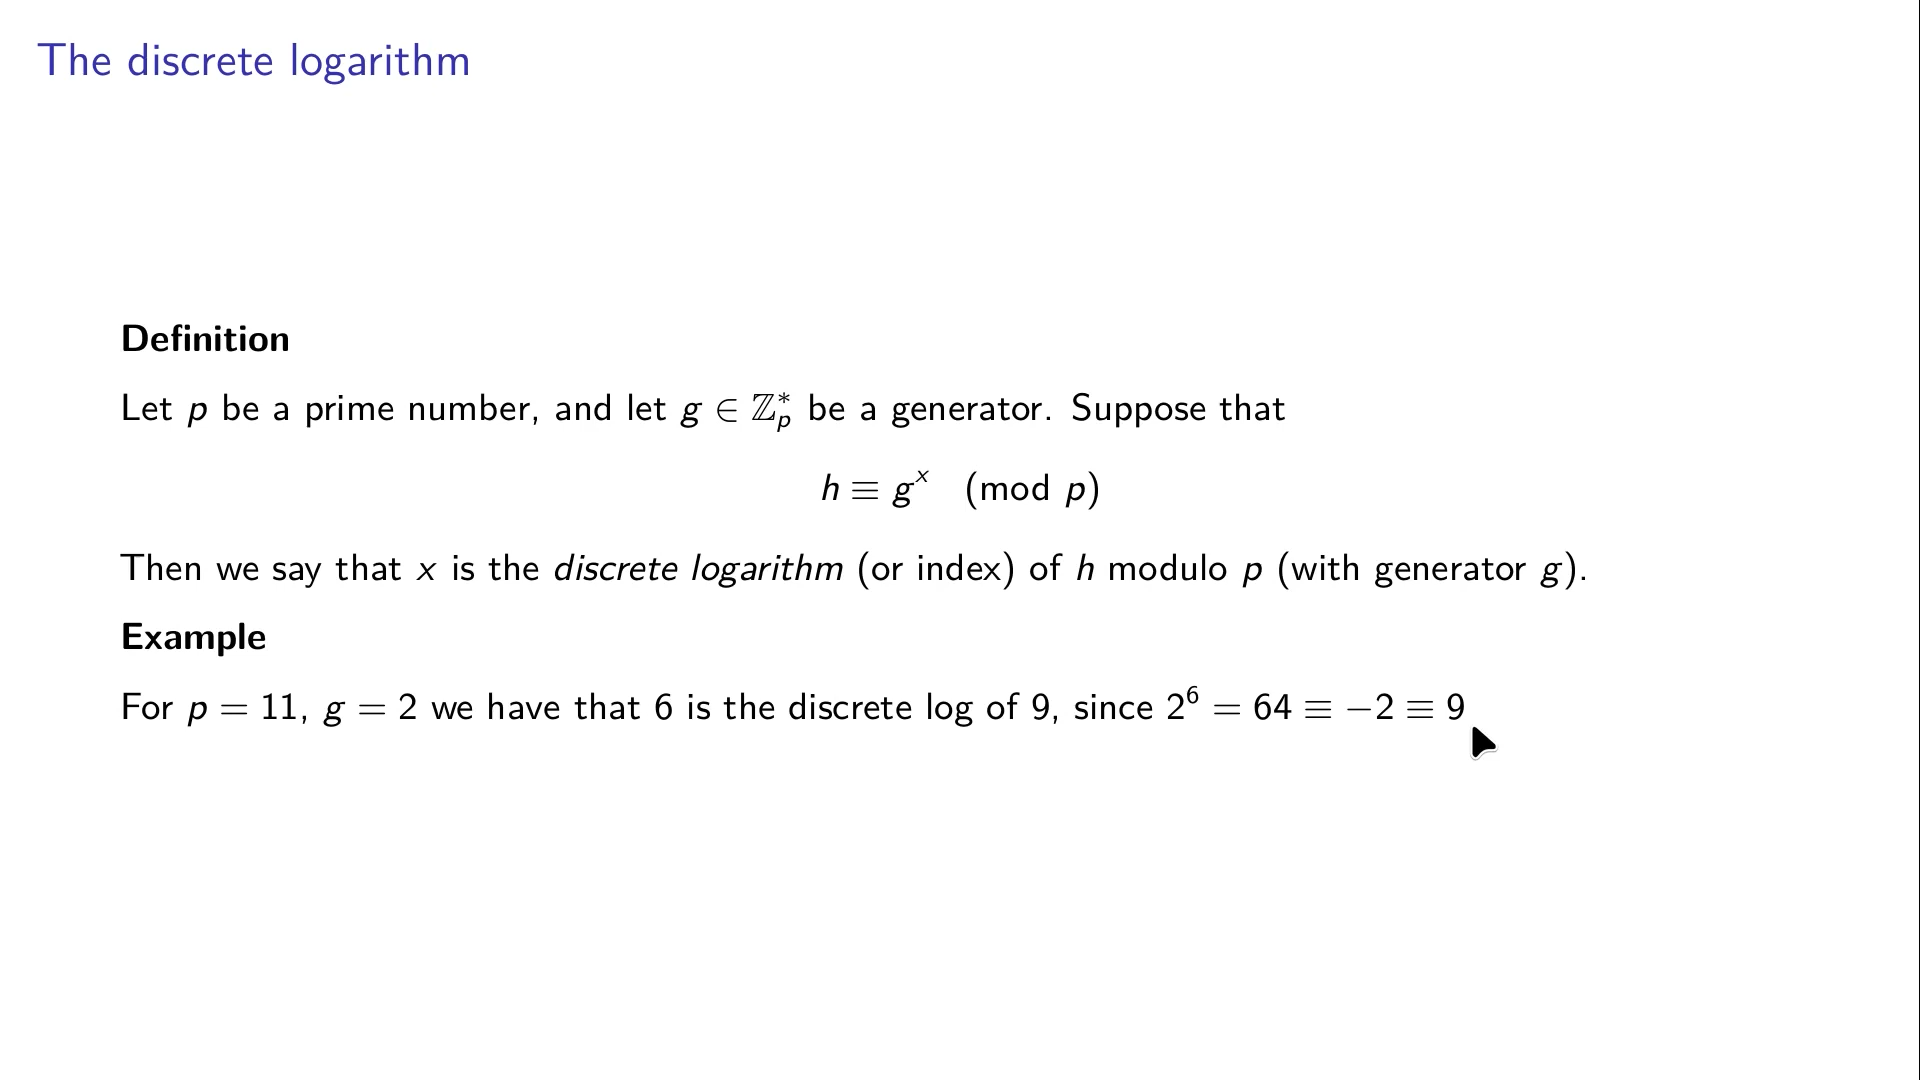 The discrete logarithm
Definition
Let p be a prime number, and let g ∈ ℤ*ₚ be a generator. Suppose that
h ≡ gˣ (mod p)
Then we say that x is the discrete logarithm (or index) of h modulo p (with generator g).
Example
For p = 11, g = 2 we have that 6 is the discrete log of 9, since 2⁶ = 64 ≡ −2 ≡ 9